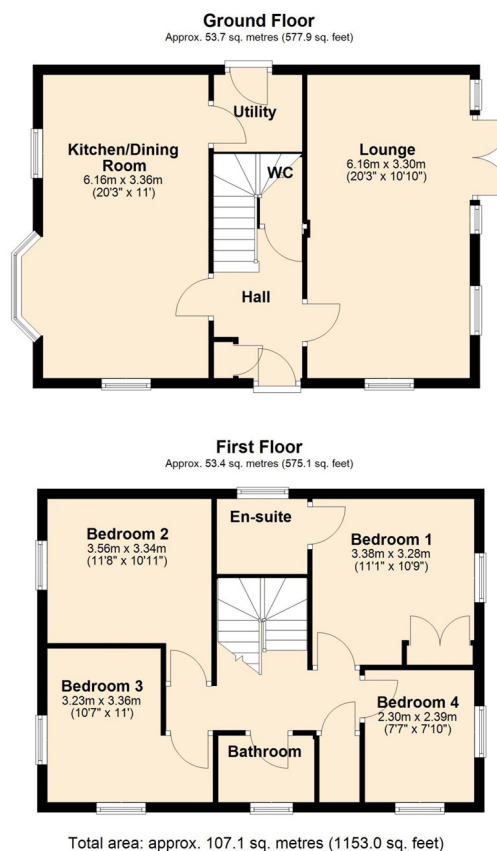 Ground Floor
Approx. 53.7 sq. metres (577.9 sq. feet)
Utility
Kitchen/Dining
Room
6.16m x 3.36m
(20'3" x 11')
Lounge
6.16m x 3.30m
(20'3" x 10'10")
WC
Hall
First Floor
Approx. 53.4 sq. metres (575.1 sq. feet)
En-suite
Bedroom 2
3.56m x 3.34m
(11'8" x 10'11")
Bedroom 1
3.38m x 3.28m
(11'1" x 10'9")
Bedroom 3
3.23m x 3.36m
(10'7" x 11')
Bedroom 4
2.30m x 2.39m
(7'7" x 7'10")
Bathroom
Total area: approx. 107.1 sq. metres (1153.0 sq. feet)